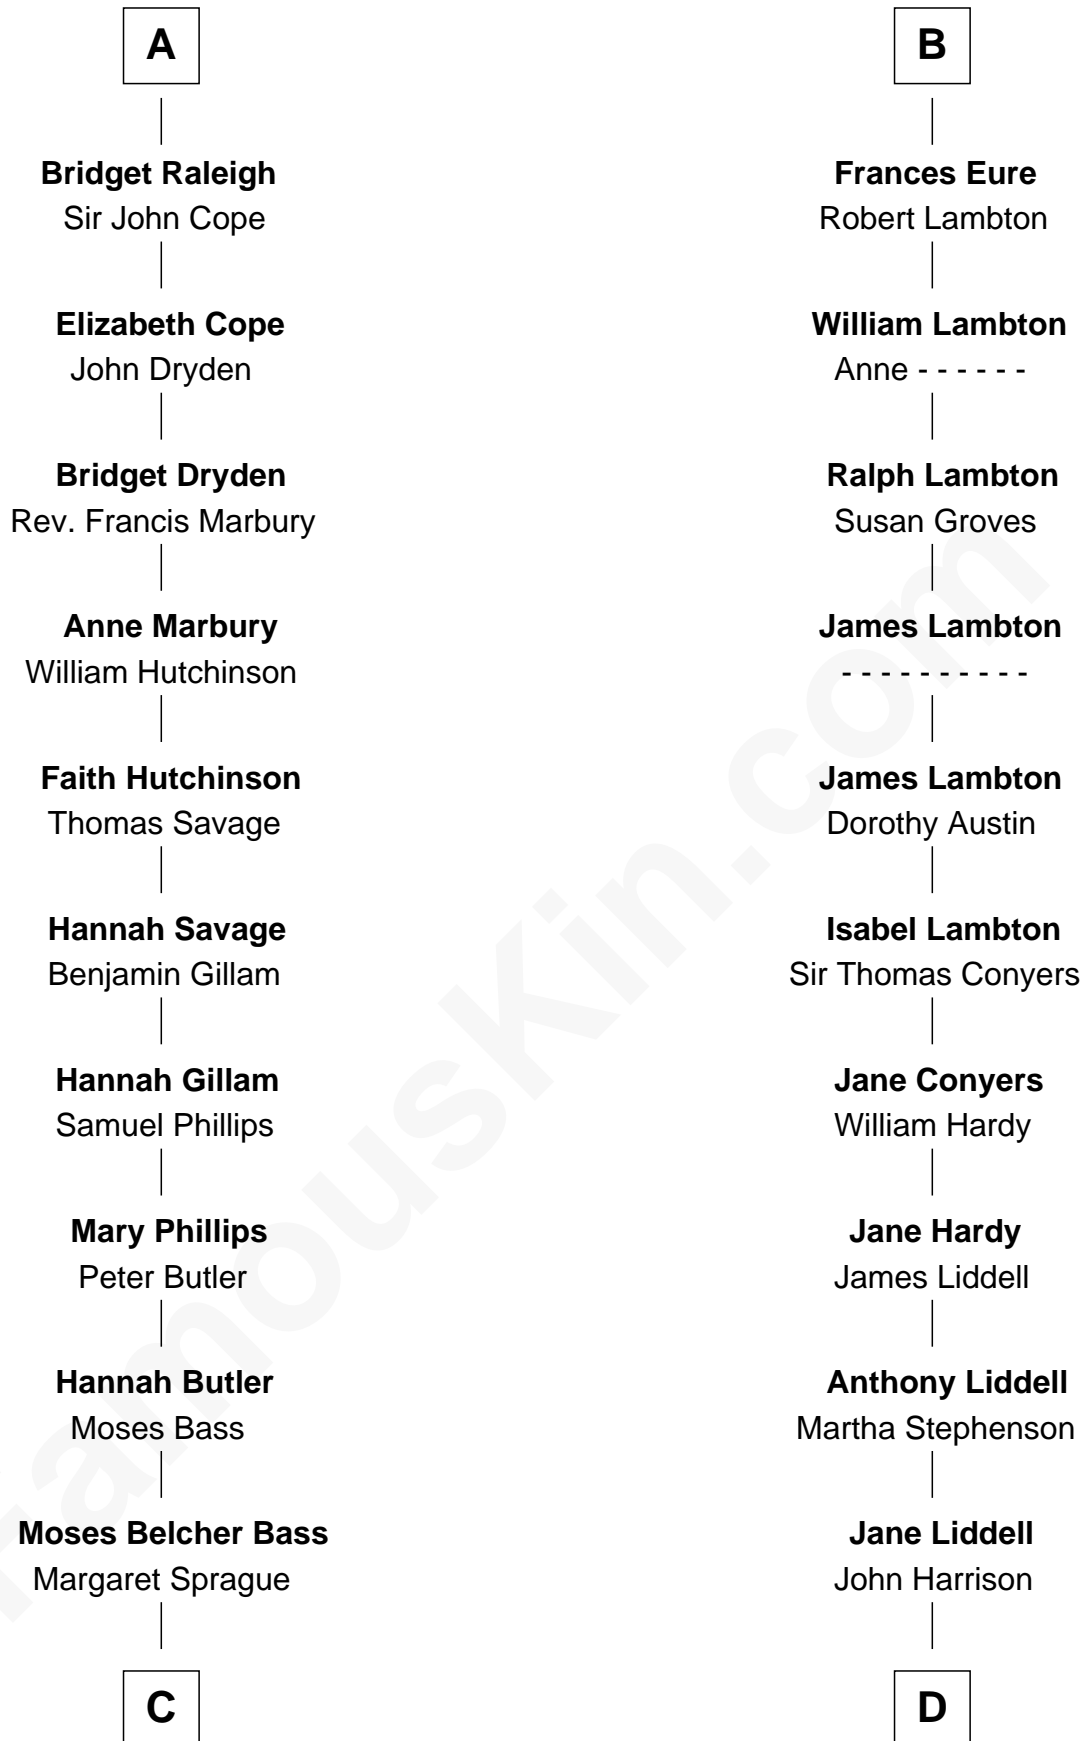 A
Bridget Raleigh
Sir John Cope
Elizabeth Cope
John Dryden
Bridget Dryden
Rev. Francis Marbury
Anne Marbury
William Hutchinson
Faith Hutchinson
Thomas Savage
Hannah Savage
Benjamin Gillam
Hannah Gillam
Samuel Phillips
Mary Phillips
Peter Butler
Hannah Butler
Moses Bass
Moses Belcher Bass
Margaret Sprague
C
B
Frances Eure
Robert Lambton
William Lambton
Anne - - - - - -
Ralph Lambton
Susan Groves
James Lambton
- - - - - - - - - -
James Lambton
Dorothy Austin
Isabel Lambton
Sir Thomas Conyers
Jane Conyers
William Hardy
Jane Hardy
James Liddell
Anthony Liddell
Martha Stephenson
Jane Liddell
John Harrison
D
FamousKin.com